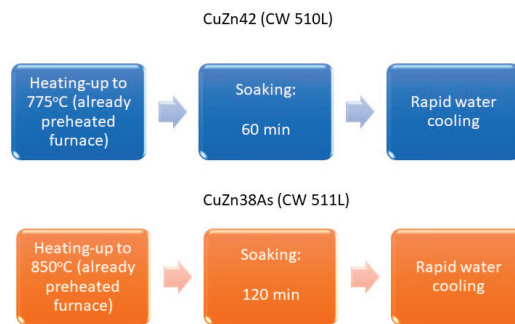 CuZn42 (CW 510L)
Heating-up to
775°C (already
preheated
furnace)
Soaking:
60 min
Rapid water
cooling
CuZn38As (CW 511L)
Heating-up to
850°C (already
preheated
furnace)
Soaking:
120 min
Rapid water
cooling